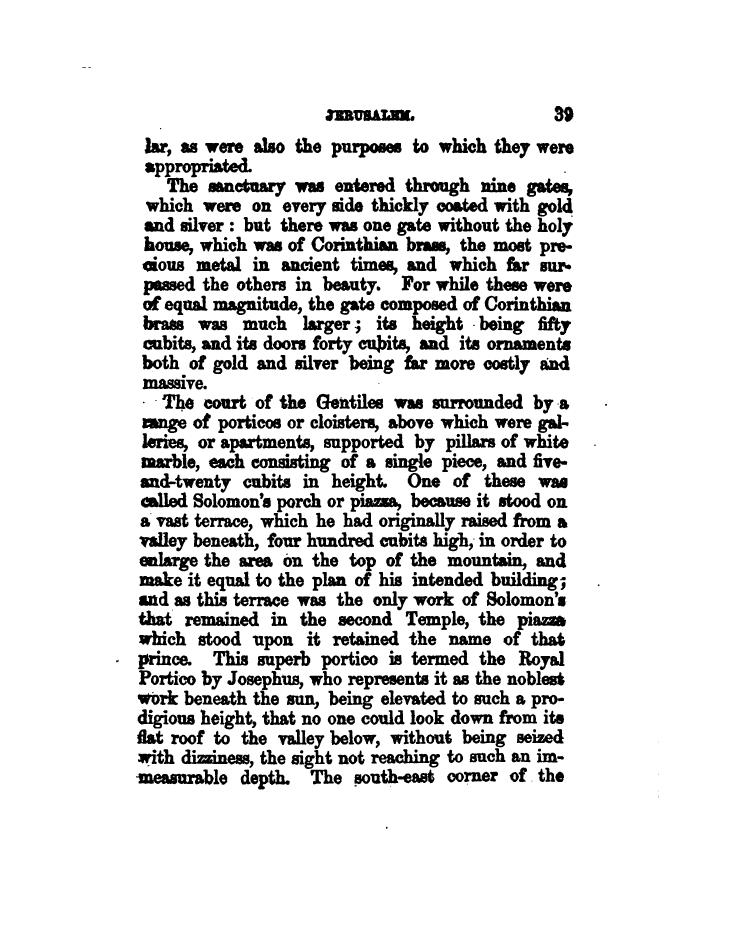 JERUSALEM. 39
lar, as were also the purposes to which they were
appropriated.
The sanctuary was entered through nine gates,
which were on every side thickly coated with gold
and silver : but there was one gate without the holy
house, which was of Corinthian brass, the most pre-
cious metal in ancient times, and which far sur-
passed the others in beauty. For while these were
of equal magnitude, the gate composed of Corinthian
brass was much larger ; its height being fifty
cubits, and its doors forty cubits, and its ornaments
both of gold and silver being far more costly and
massive.
The court of the Gentiles was surrounded by a
range of porticos or cloisters, above which were gal-
leries, or apartments, supported by pillars of white
marble, each consisting of a single piece, and five-
and-twenty cubits in height. One of these was
called Solomon's porch or piazza, because it stood on
a vast terrace, which he had originally raised from a
valley beneath, four hundred cubits high, in order to
enlarge the area on the top of the mountain, and
make it equal to the plan of his intended building;
and as this terrace was the only work of Solomon's
that remained in the second Temple, the piazza
which stood upon it retained the name of that
prince. This superb portico is termed the Royal
Portico by Josephus, who represents it as the noblest
work beneath the sun, being elevated to such a pro-
digious height, that no one could look down from its
flat roof to the valley below, without being seized
with dizziness, the sight not reaching to such an im-
measurable depth. The south-east corner of the